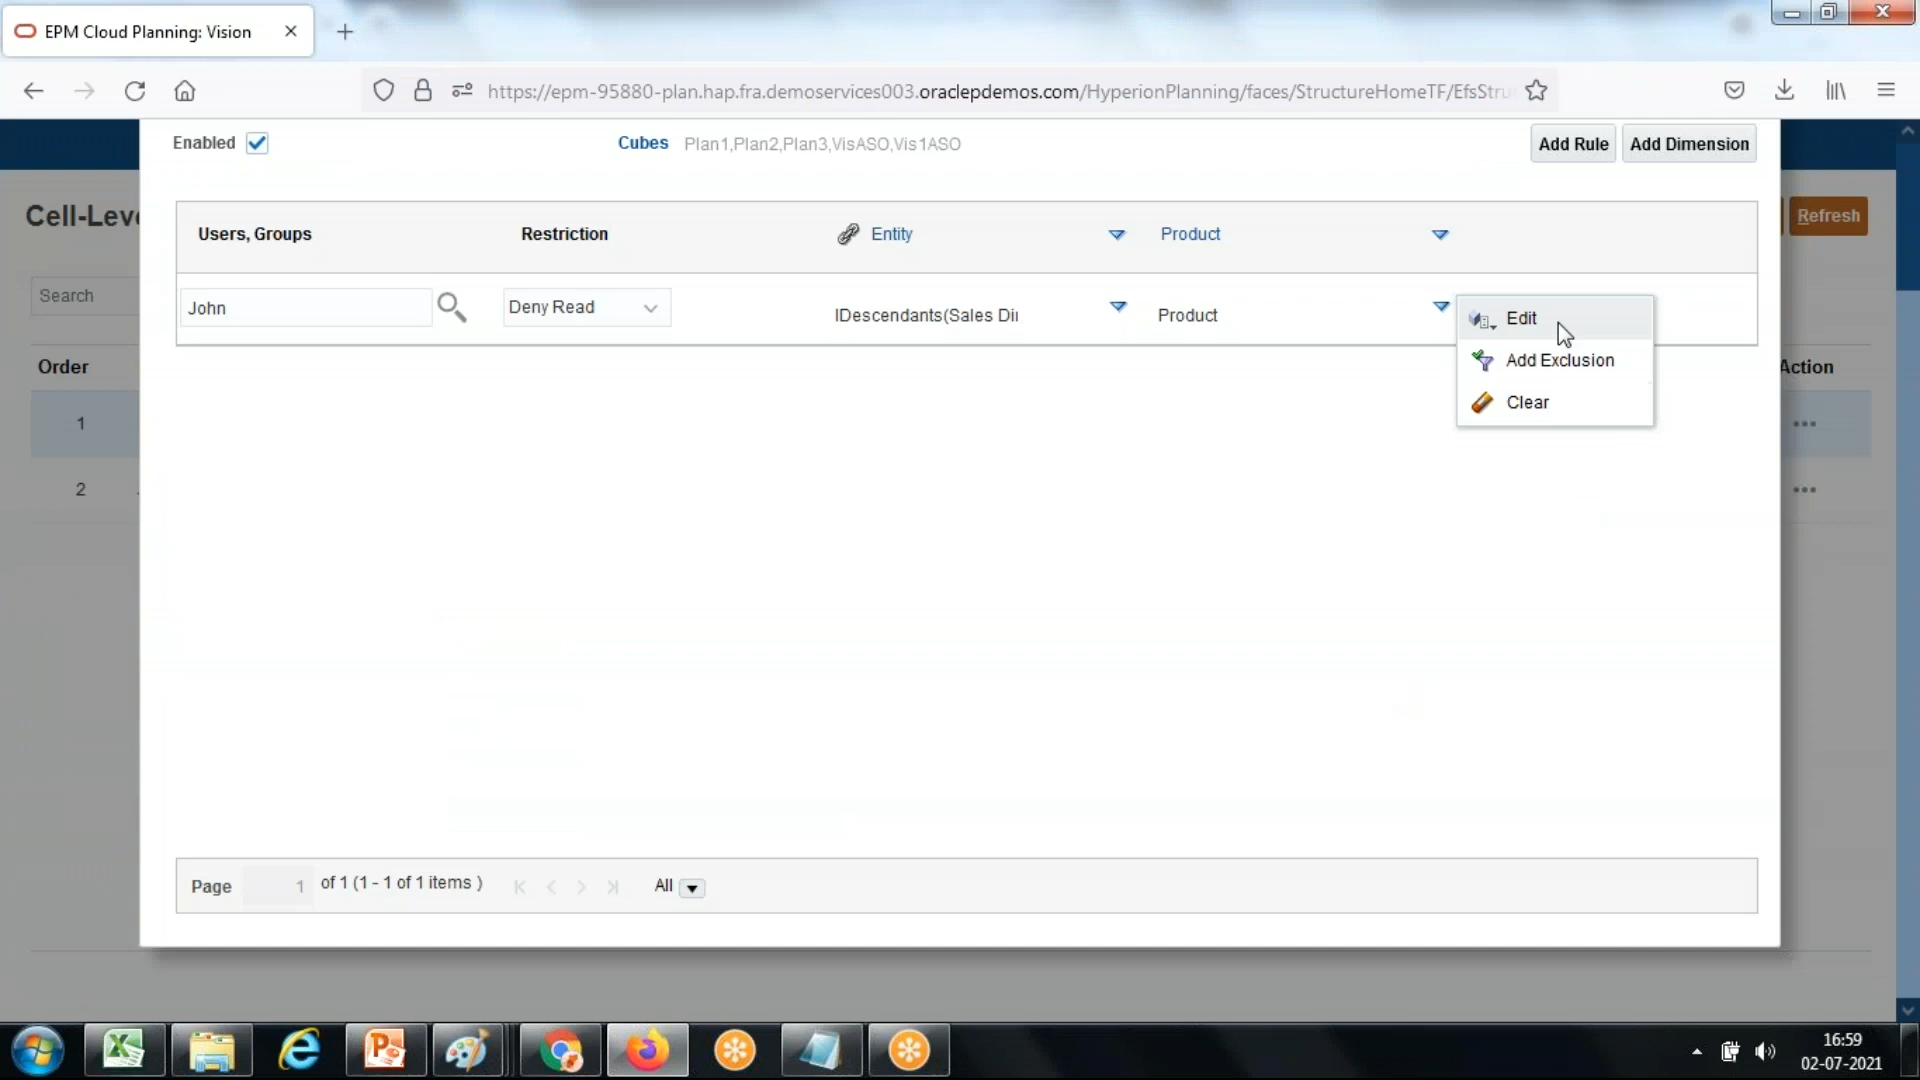 EPM Cloud Planning: Vision
https://epm-95880-plan.hap.fra.demoservices003.oraclepdemos.com/HyperionPlanning/faces/StructureHomeTF/EfsStru
Enabled Cubes Plan1,Plan2,Plan3,VisASO,Vis1ASO Add Rule Add Dimension
Cell-Leve Refresh
Users, Groups Restriction Entity Product
Search
John Deny Read IDescendants(Sales Dir Product
Edit
Add Exclusion
Clear
Order Action
1
2
Page 1 of 1 (1 - 1 of 1 items ) All
16:59
02-07-2021